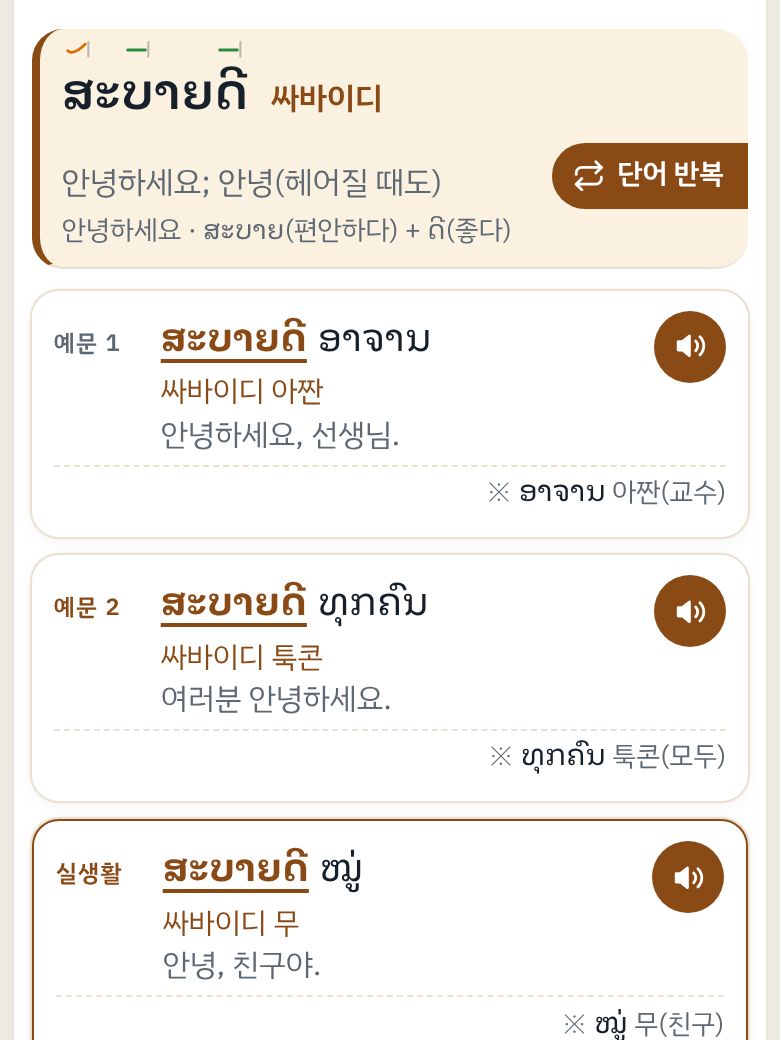 ສະບາຍດີ 싸바이디
안녕하세요; 안녕(헤어질 때도)
단어 반복
안녕하세요 · ສະບາຍ(편안하다) + ດີ(좋다)
예문 1
ສະບາຍດີ ອາຈານ
싸바이디 아짠
안녕하세요, 선생님.
※ ອາຈານ 아짠(교수)
예문 2
ສະບາຍດີ ທຸກຄົນ
싸바이디 툭콘
여러분 안녕하세요.
※ ທຸກຄົນ 툭콘(모두)
실생활
ສະບາຍດີ ໝູ່
싸바이디 무
안녕, 친구야.
※ ໝູ່ 무(친구)